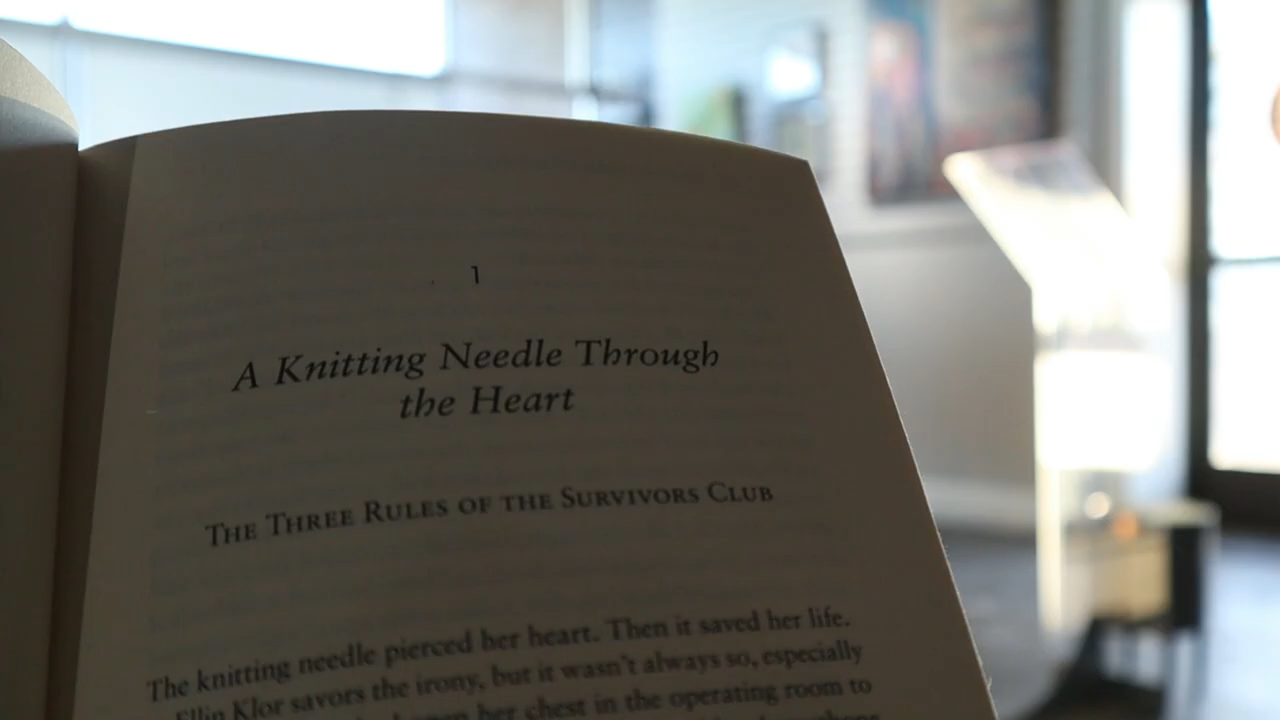 1
A Knitting Needle Through
the Heart
THE THREE RULES OF THE SURVIVORS CLUB
The knitting needle pierced her heart. Then it saved her life.
Ellin Klor savors the irony, but it wasn't always so, especially
her chest in the operating room to